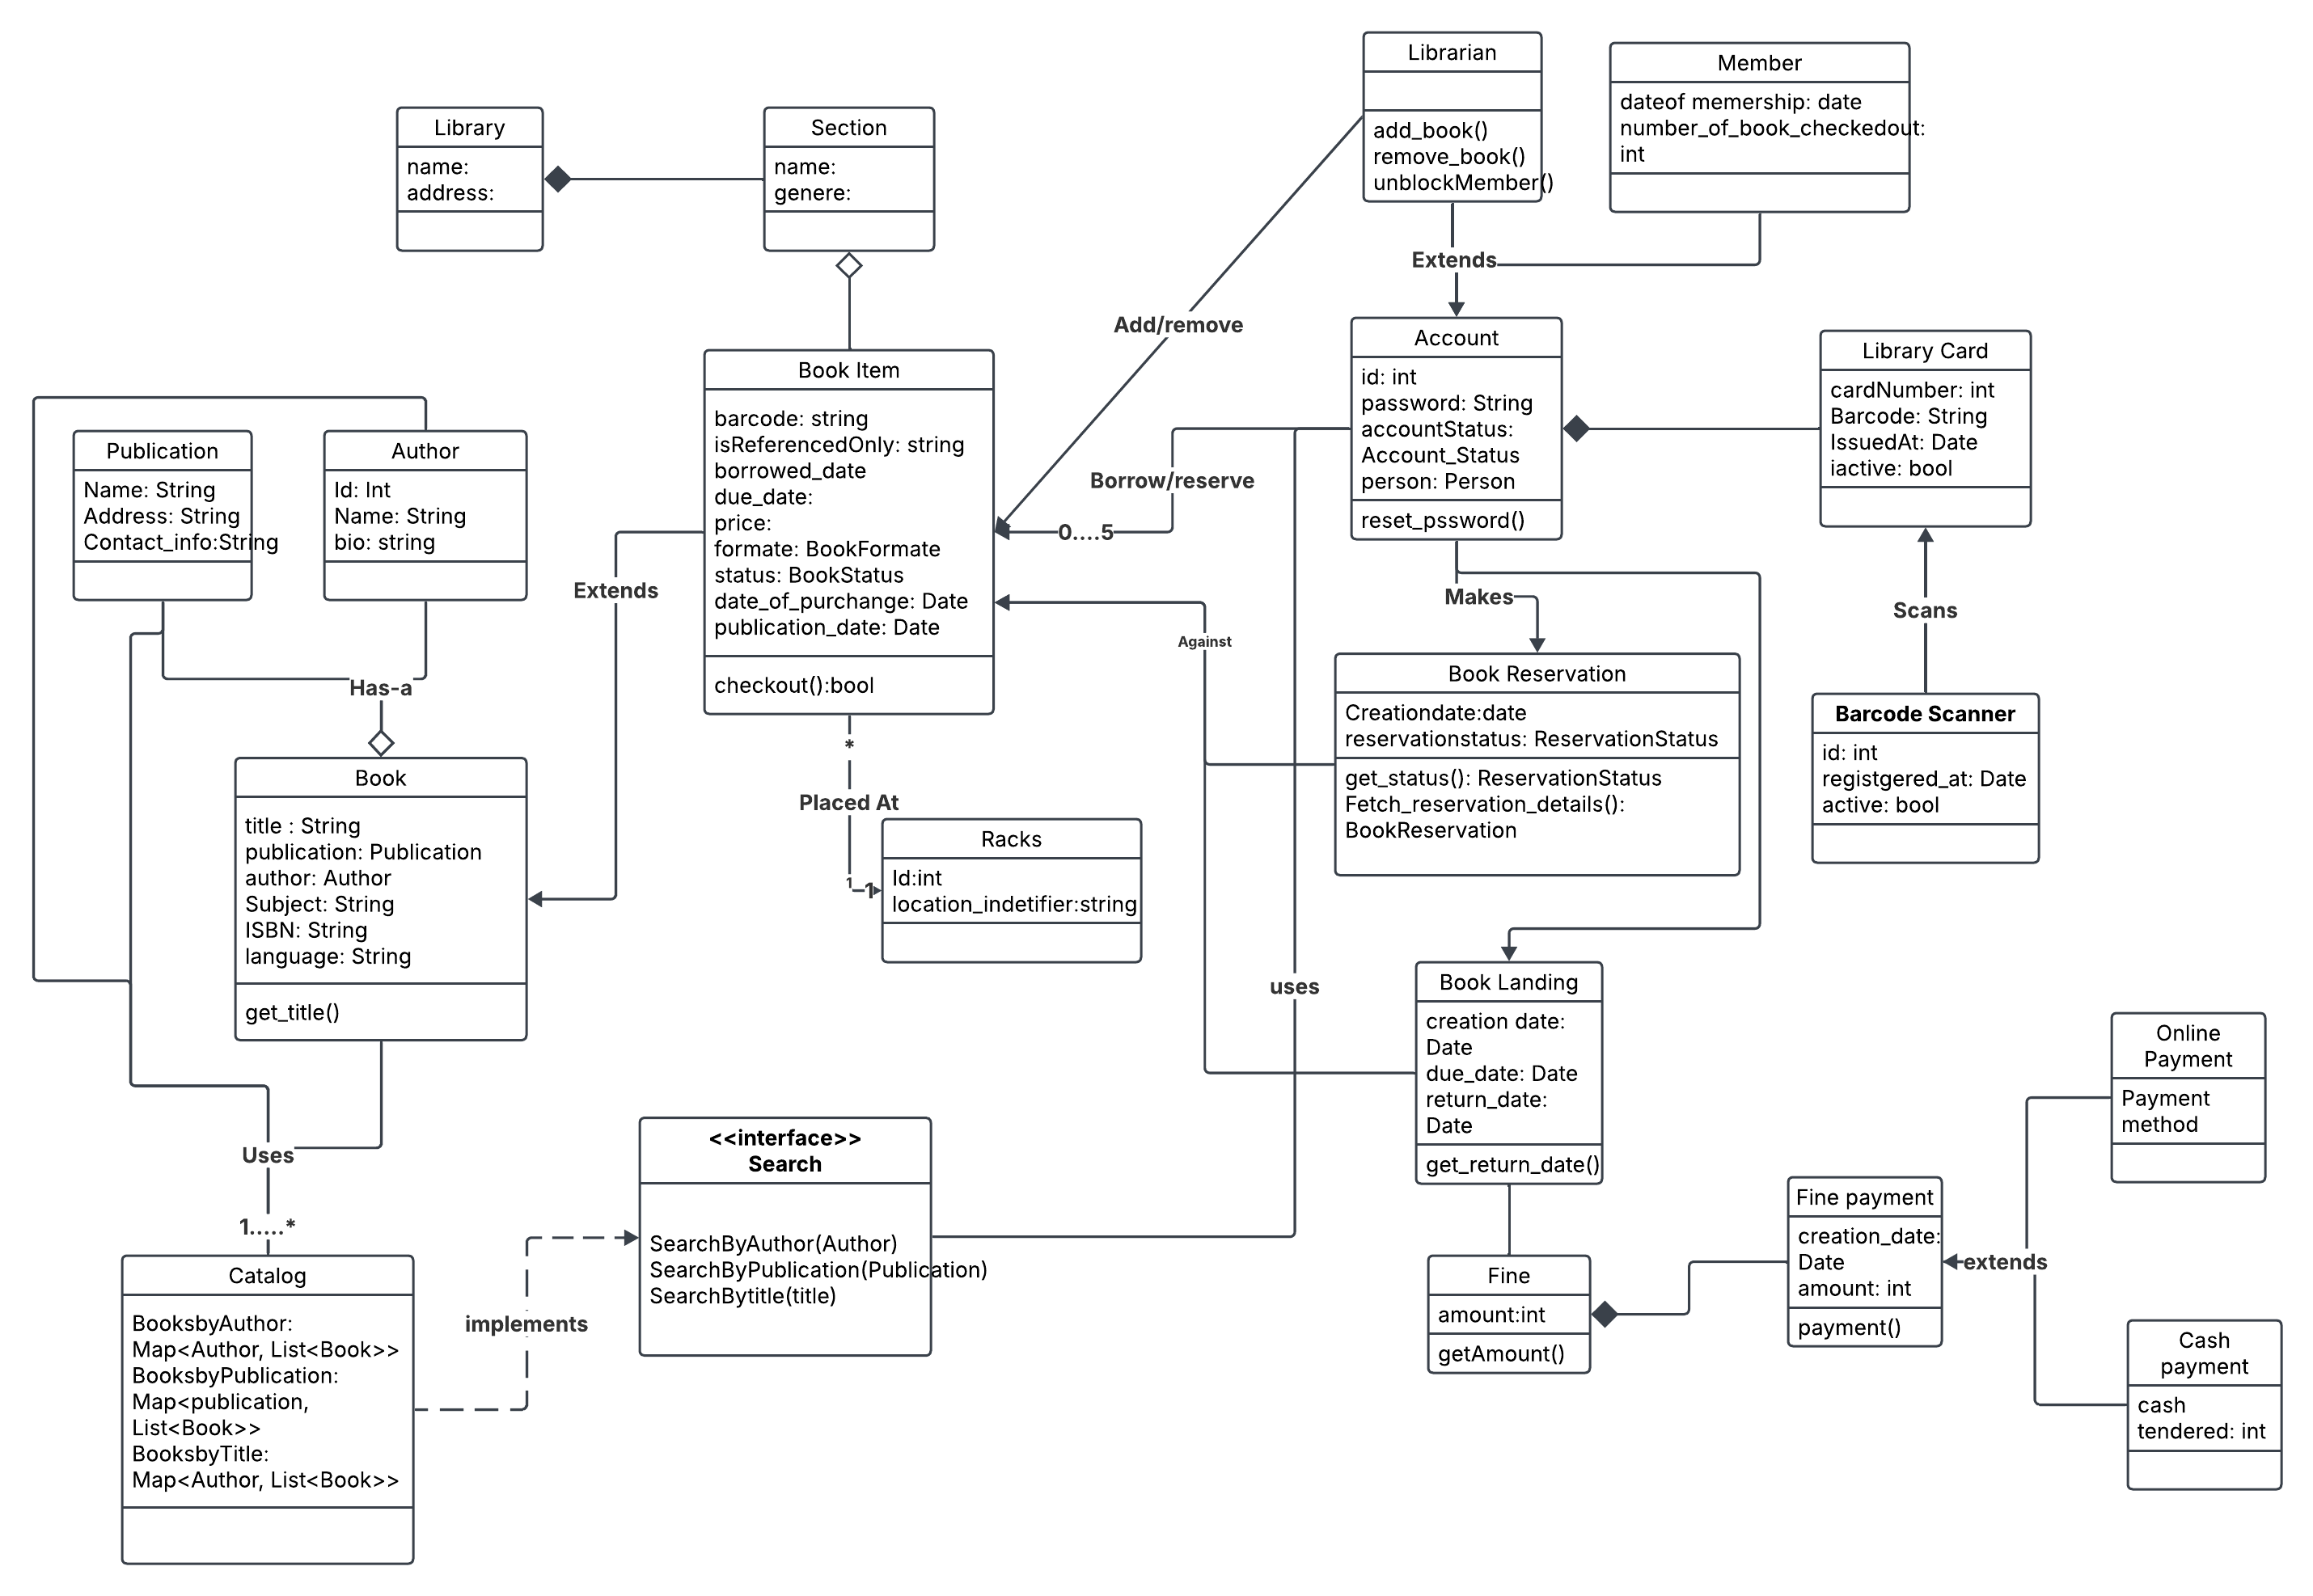 Librarian
add_book()
remove_book()
unblockMember()
Member
dateof memership: date
number_of_book_checkedout:
int
Library
name:
address:
Section
name:
genere:
Extends
Add/remove
Account
id: int
password: String
accountStatus:
Account_Status
person: Person
reset_pssword()
Library Card
cardNumber: int
Barcode: String
IssuedAt: Date
iactive: bool
Book Item
barcode: string
isReferencedOnly: string
borrowed_date
due_date:
price:
formate: BookFormate
status: BookStatus
date_of_purchange: Date
publication_date: Date
checkout():bool
Borrow/reserve
0....5
Publication
Name: String
Address: String
Contact_info:String
Author
Id: Int
Name: String
bio: string
Extends
Makes
Scans
Against
Has-a
Book Reservation
Creationdate:date
reservationstatus: ReservationStatus
get_status(): ReservationStatus
Fetch_reservation_details():
BookReservation
Barcode Scanner
id: int
registgered_at: Date
active: bool
*
Placed At
1
1
Book
title : String
publication: Publication
author: Author
Subject: String
ISBN: String
language: String
get_title()
Racks
Id:int
location_indetifier:string
uses
Book Landing
creation date:
Date
due_date: Date
return_date:
Date
get_return_date()
Online
Payment
Payment
method
Uses
1.....*
<<interface>>
Search
SearchByAuthor(Author)
SearchByPublication(Publication)
SearchBytitle(title)
Fine payment
creation_date:
Date
amount: int
payment()
extends
Catalog
BooksbyAuthor:
Map<Author, List<Book>>
BooksbyPublication:
Map<publication,
List<Book>>
BooksbyTitle:
Map<Author, List<Book>>
implements
Fine
amount:int
getAmount()
Cash
payment
cash
tendered: int